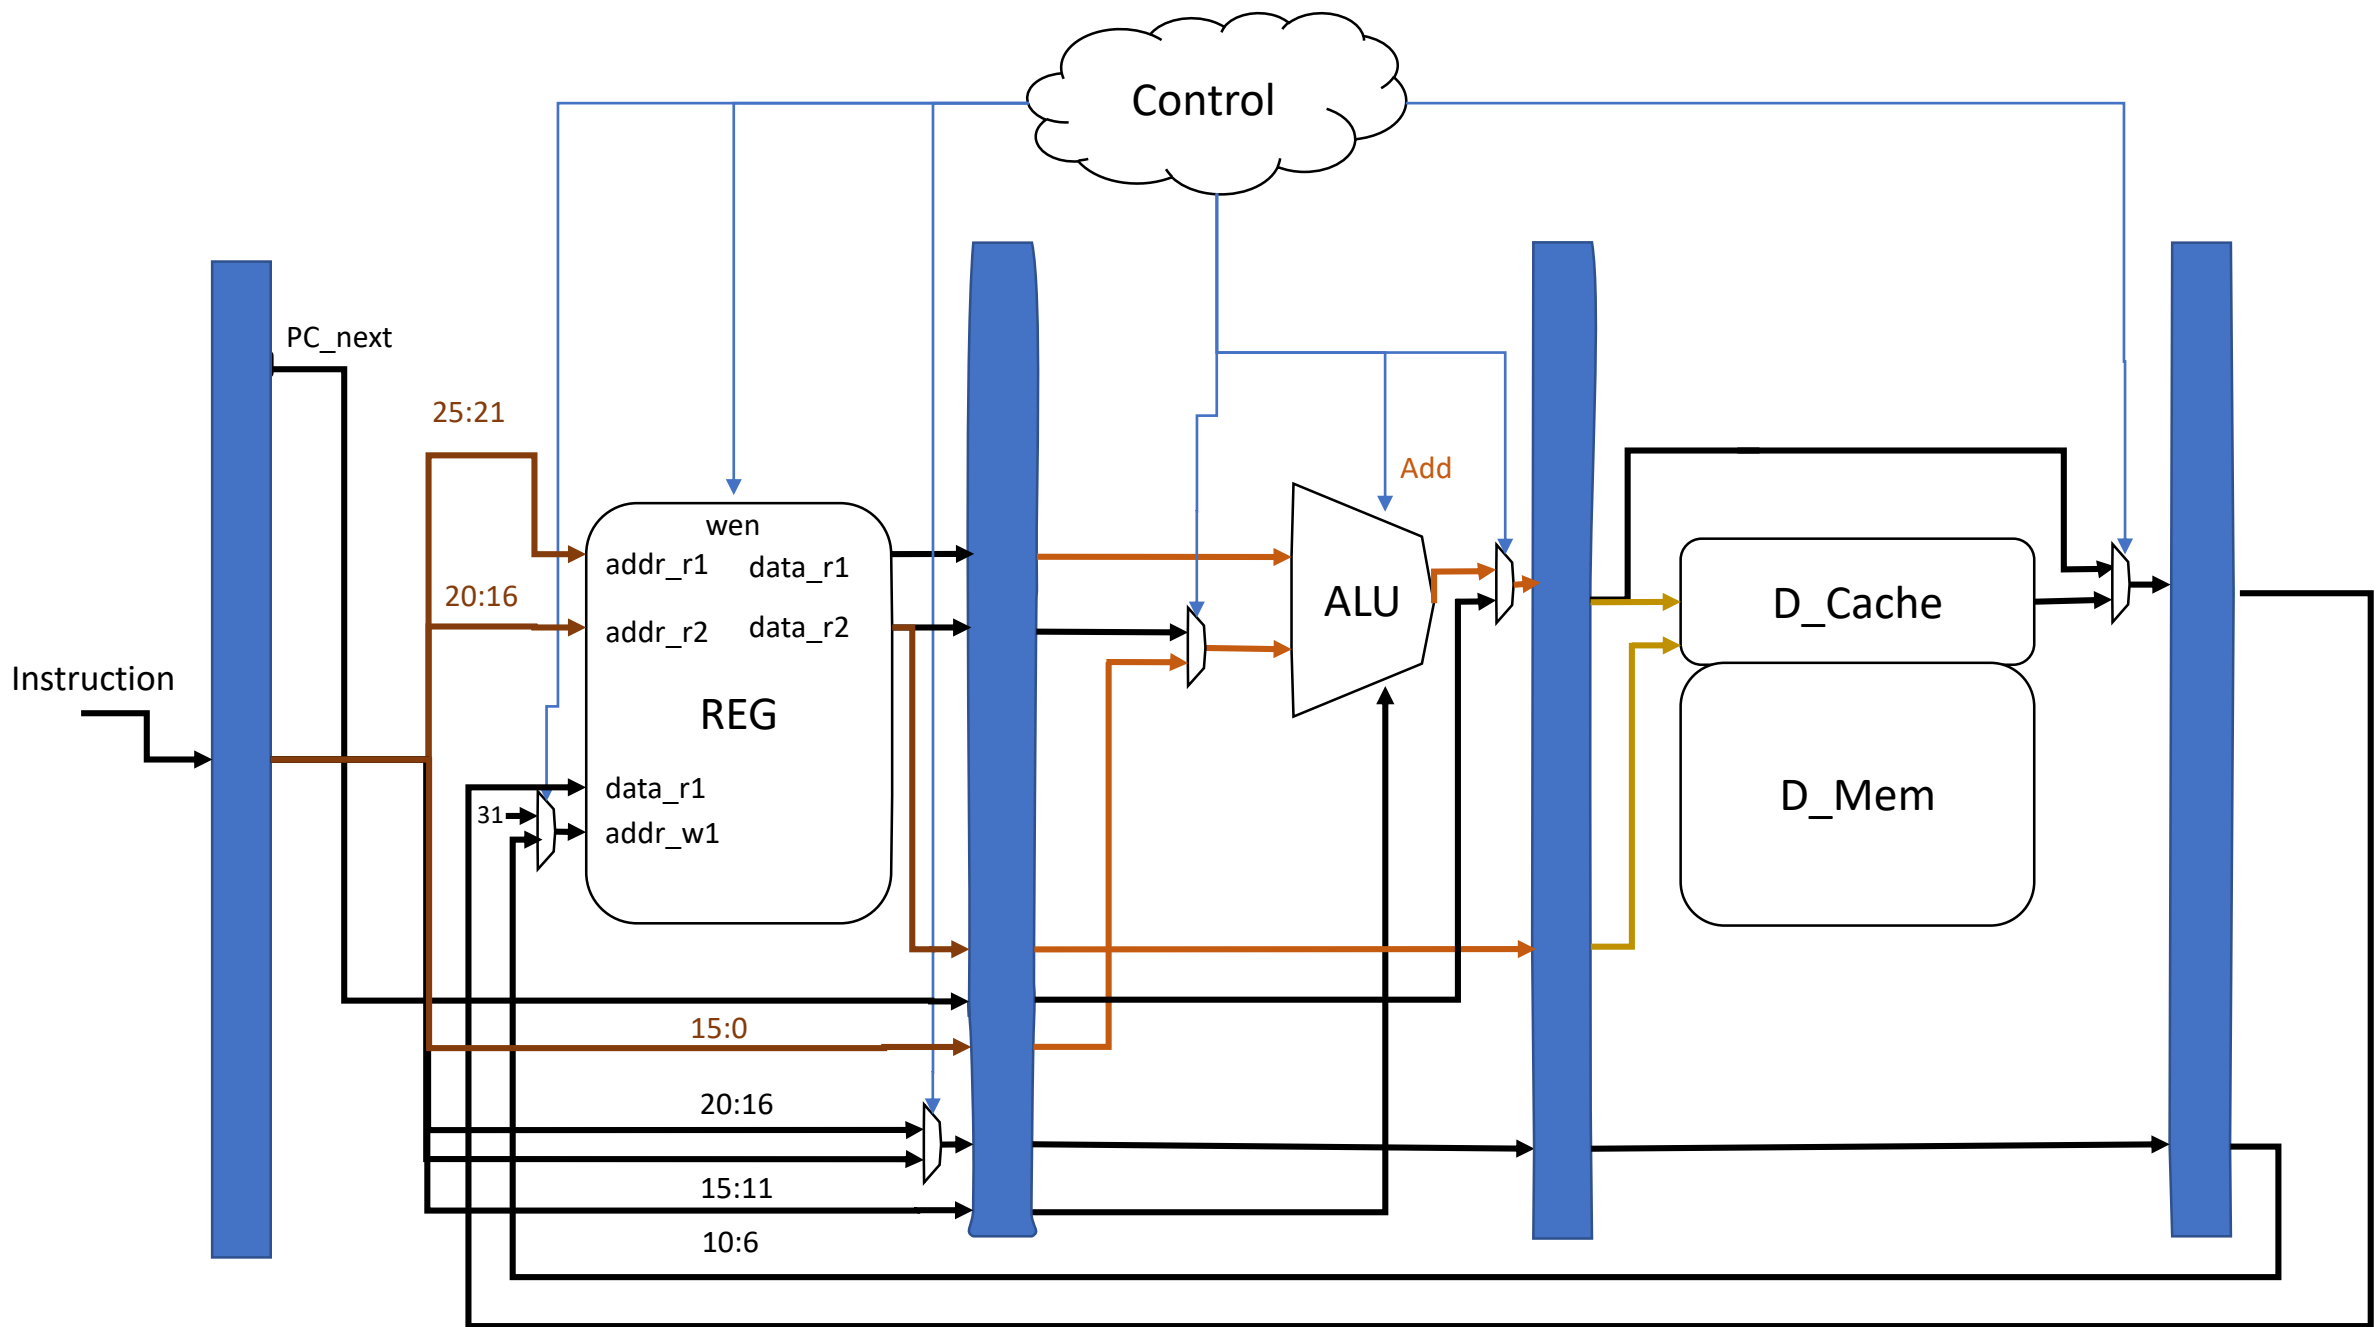 Control
PC_next
25:21
Add
wen
addr_r1
data_r1
20:16
addr_r2
data_r2
ALU
D_Cache
Instruction
REG
data_r1
31
addr_w1
D_Mem
15:0
20:16
15:11
10:6